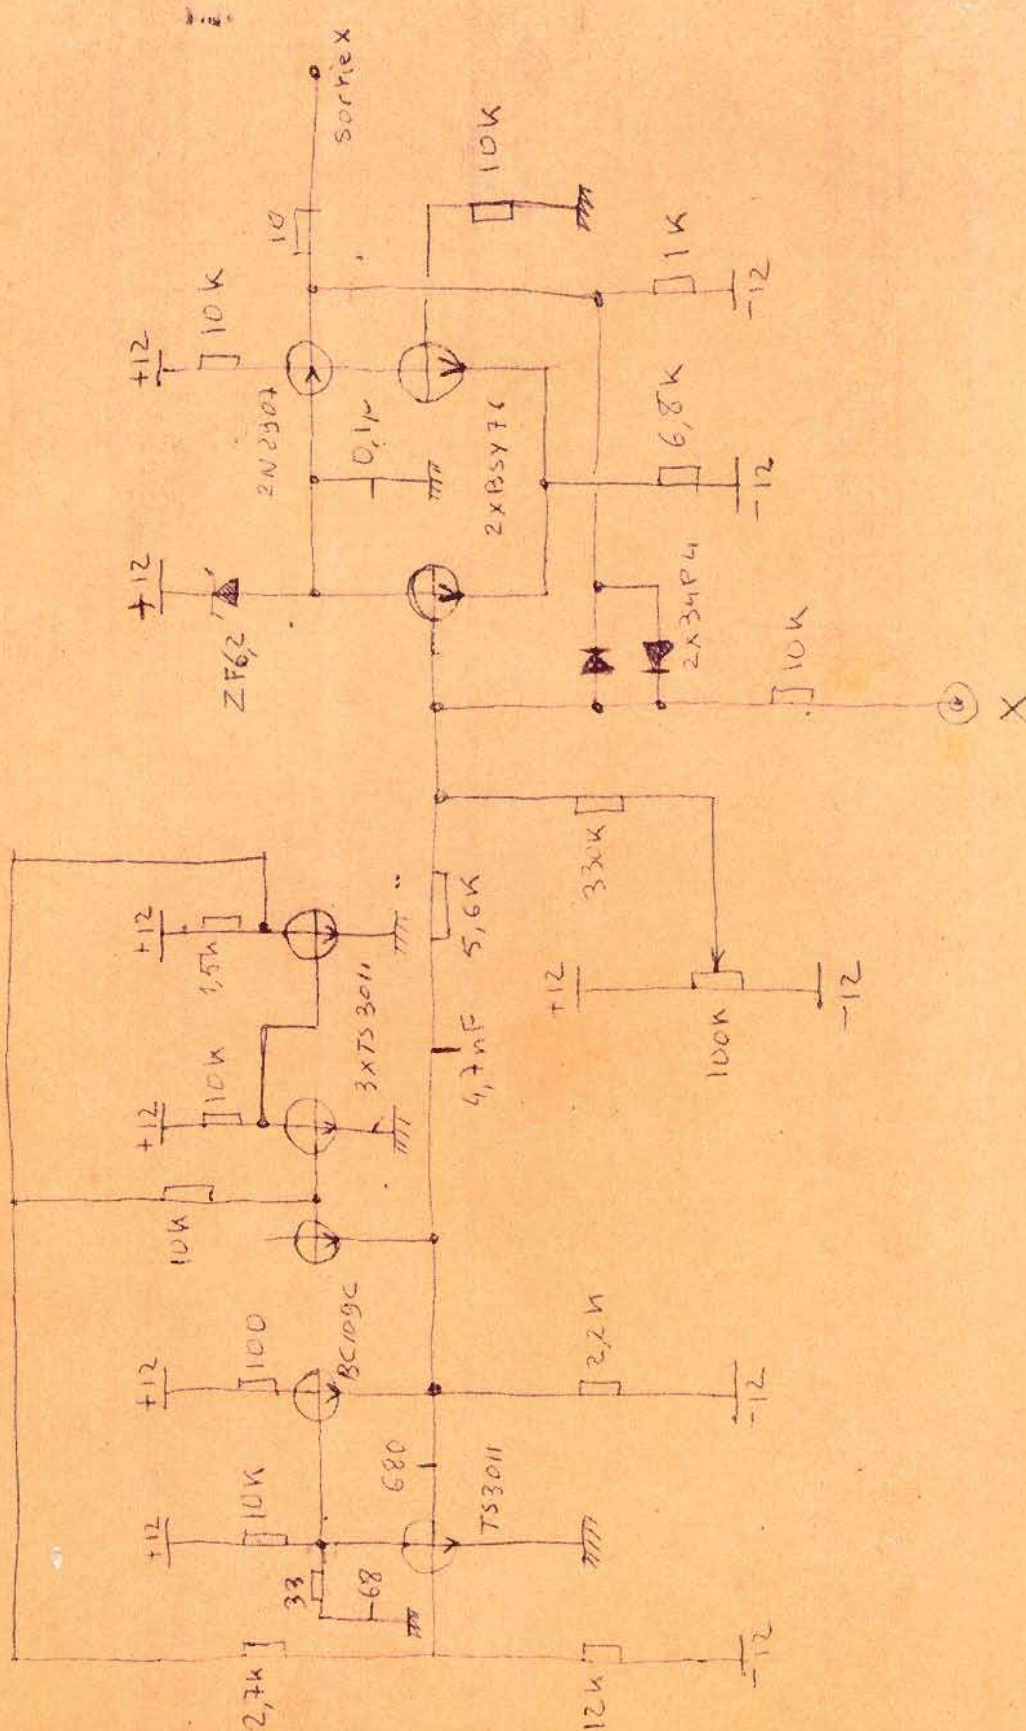 +12
+12
+12
+12
+12
+12
2,7K
10K
100
10K
10K
1,5K
ZF6,2
10K
10
sortie X
33
68
680
BC109C
3xTS3011
2N2907
0,1µ
2xBSY76
10K
TS3011
4,7nF
5,6K
12K
2,2K
330K
+12
100K
2x34P4
10K
6,8K
1K
-12
-12
-12
-12
-12
X